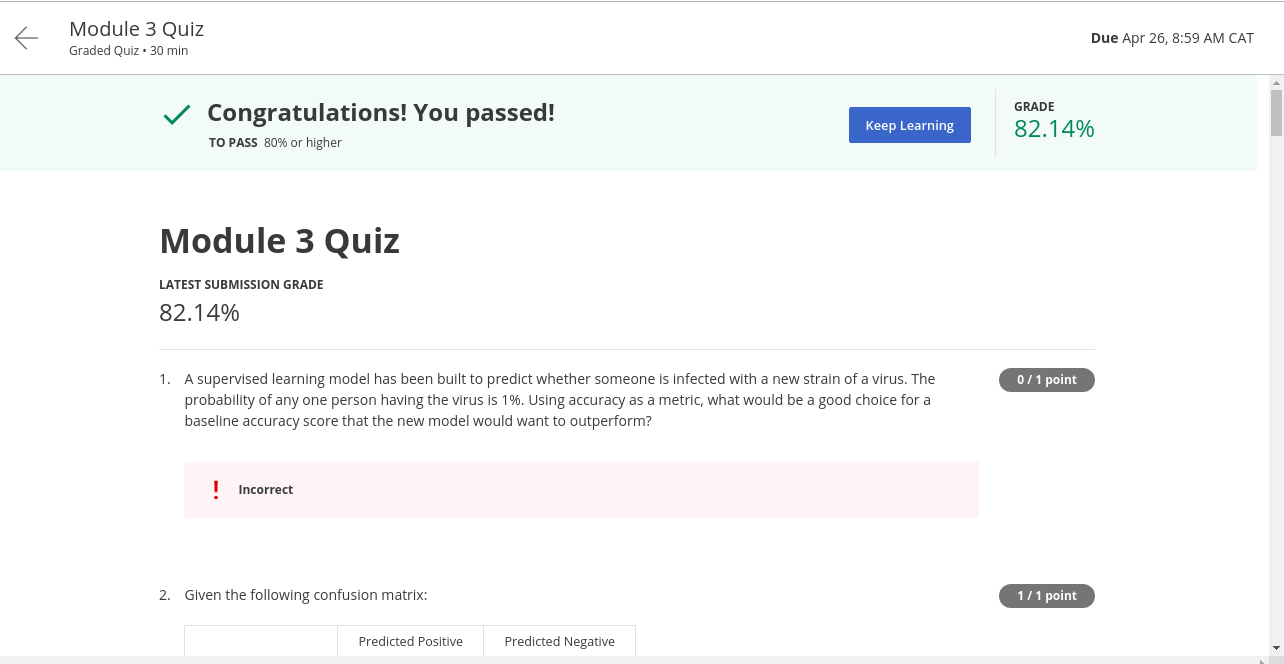 Module 3 Quiz
Graded Quiz • 30 min
Due Apr 26, 8:59 AM CAT
Congratulations! You passed!
TO PASS 80% or higher
Keep Learning
GRADE
82.14%
Module 3 Quiz
LATEST SUBMISSION GRADE
82.14%
1. A supervised learning model has been built to predict whether someone is infected with a new strain of a virus. The
probability of any one person having the virus is 1%. Using accuracy as a metric, what would be a good choice for a
baseline accuracy score that the new model would want to outperform?
0 / 1 point
! Incorrect
2. Given the following confusion matrix:
1 / 1 point
Predicted Positive Predicted Negative